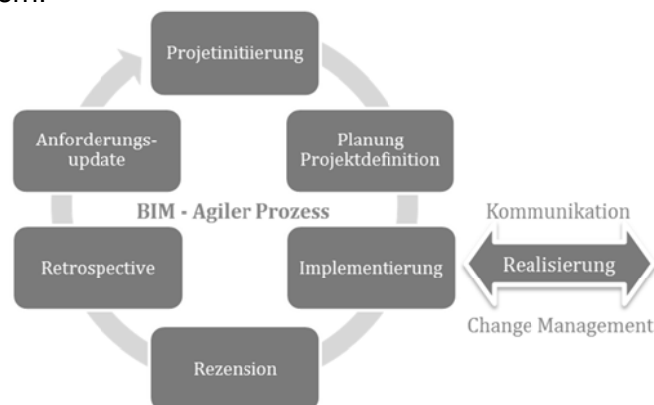 Projetinitiierung
Anforderungs-
update
Planung
Projektdefinition
BIM - Agiler Prozess
Kommunikation
Retrospective
Implementierung
Realisierung
Change Management
Rezension